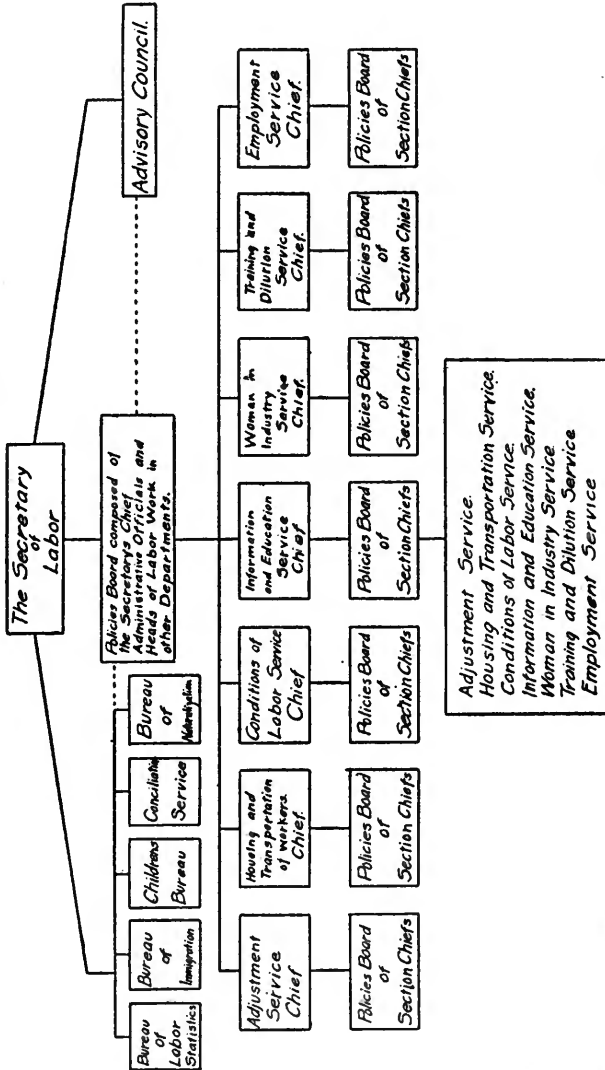 The Secretary
of
Labor
Advisory Council.
Policies Board composed of
the Secretarys Chief
Administrative Officials and
Heads of Labor Work in
other Departments.
Bureau
of
Labor
Statistics
Bureau
of
Immigration
Childrens
Bureau
Conciliation
Service
Bureau
of
Naturalization
Adjustment
Service
Chief
Housing and
Transportation
of workers.
Chief.
Conditions of
Labor Service
Chief
Information
and Education
Service
Chief
Woman in
Industry
Service
Chief.
Training and
Dilution
Service
Chief.
Employment
Service
Chief.
Policies Board
of
Section Chiefs
Policies Board
of
Section Chiefs
Policies Board
of
Section Chiefs
Policies Board
of
Section Chiefs
Policies Board
of
Section Chiefs
Policies Board
of
Section Chiefs
Policies Board
of
Section Chiefs
Adjustment Service.
Housing and Transportation Service.
Conditions of Labor Service.
Information and Education Service.
Woman in Industry Service
Training and Dilution Service
Employment Service